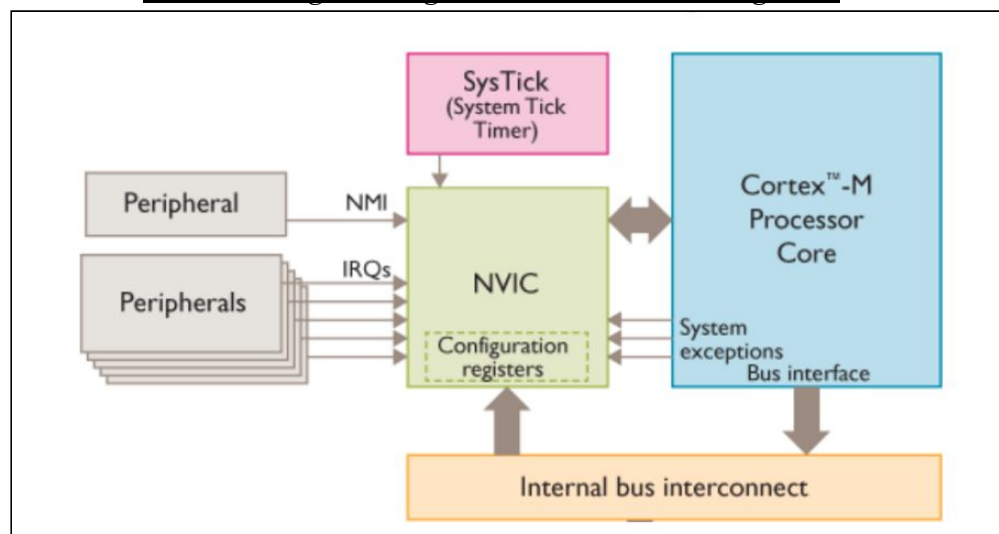 SysTick
(System Tick
Timer)
Peripheral
NMI
Cortex™-M
Processor
Core
IRQs
Peripherals
NVIC
Configuration
registers
System
exceptions
Bus interface
Internal bus interconnect